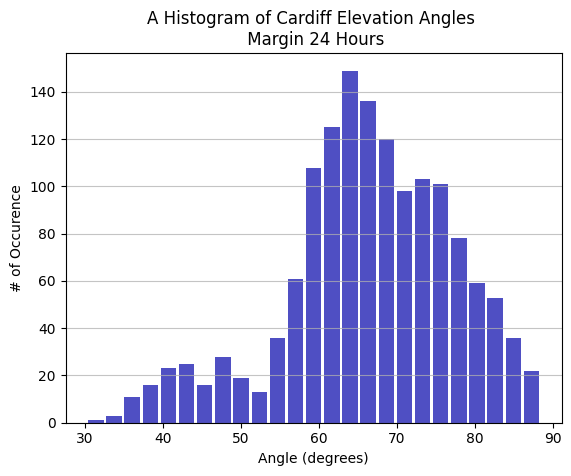 A Histogram of Cardiff Elevation Angles
Margin 24 Hours
140
120
100
80
60
40
20
0
# of Occurence
30 40 50 60 70 80 90
Angle (degrees)